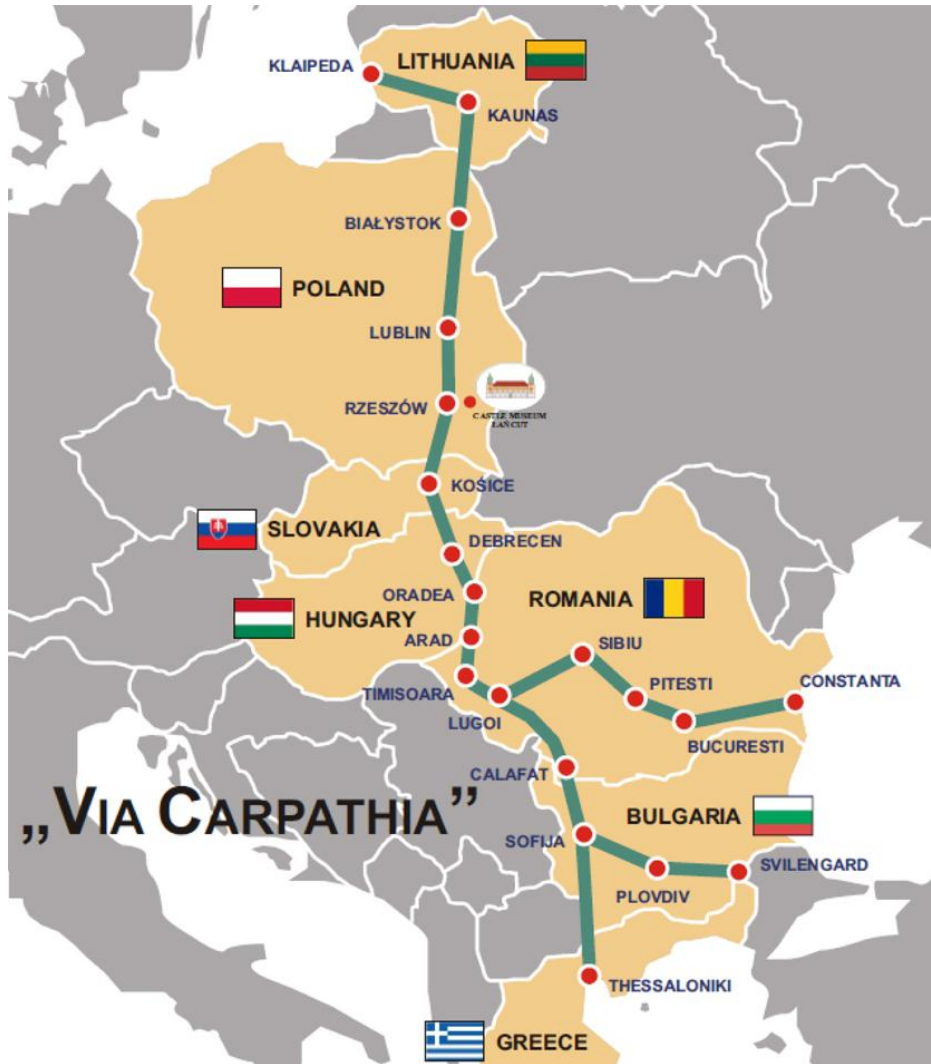 KLAIPEDA
LITHUANIA
KAUNAS
BIAŁYSTOK
POLAND
LUBLIN
RZESZÓW
CASTLE MUSEUM
ŁAŃCUT
KOŚICE
SLOVAKIA
DEBRECEN
ORADEA
HUNGARY
ROMANIA
ARAD
SIBIU
TIMISOARA
PITESTI
CONSTANTA
LUGOI
BUCURESTI
CALAFAT
„VIA CARPATHIA”
BULGARIA
SOFIJA
SVILENGARD
PLOVDIV
THESSALONIKI
GREECE